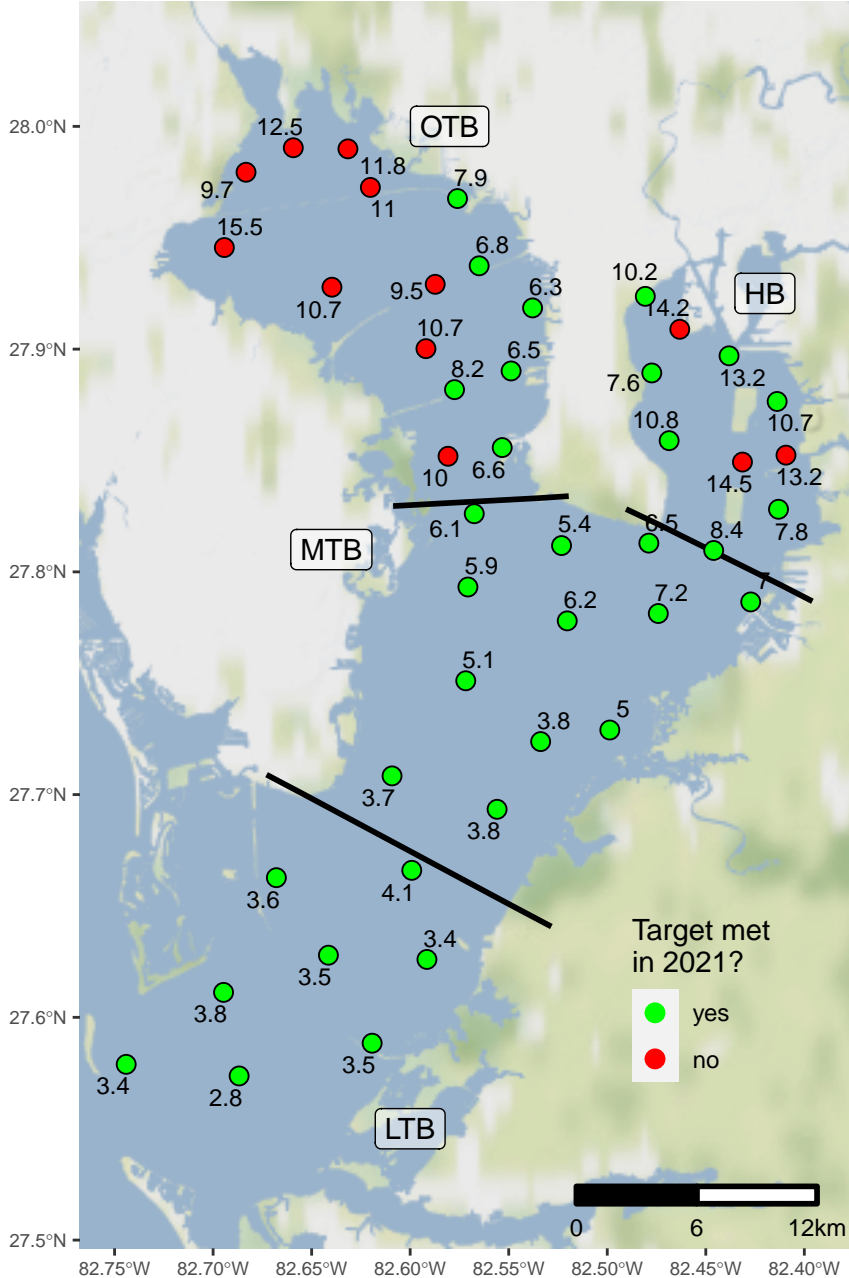 28.0°N
27.9°N
27.8°N
27.7°N
27.6°N
27.5°N
OTB
12.5
11.8
9.7
11
7.9
15.5
6.8
10.7
9.5
6.3
10.7
6.5
8.2
10
6.6
HB
10.2
14.2
13.2
7.6
10.7
10.8
14.5
13.2
7.8
8.4
MTB
6.1
5.4
6.5
7
5.9
6.2
7.2
5.1
3.8
5
3.7
3.8
4.1
3.6
3.4
3.5
3.8
3.5
3.4
2.8
LTB
Target met
in 2021?
yes
no
0 6 12km
82.75°W 82.70°W 82.65°W 82.60°W 82.55°W 82.50°W 82.45°W 82.40°W